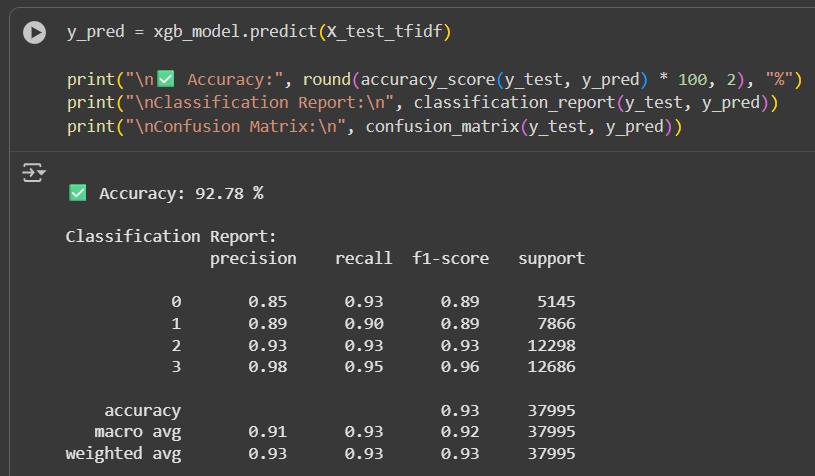 y_pred = xgb_model.predict(X_test_tfidf)
print("\n✅ Accuracy:", round(accuracy_score(y_test, y_pred) * 100, 2), "%")
print("\nClassification Report:\n", classification_report(y_test, y_pred))
print("\nConfusion Matrix:\n", confusion_matrix(y_test, y_pred))
✅ Accuracy: 92.78 %
Classification Report:
precision recall f1-score support
0 0.85 0.93 0.89 5145
1 0.89 0.90 0.89 7866
2 0.93 0.93 0.93 12298
3 0.98 0.95 0.96 12686
accuracy 0.93 37995
macro avg 0.91 0.93 0.92 37995
weighted avg 0.93 0.93 0.93 37995